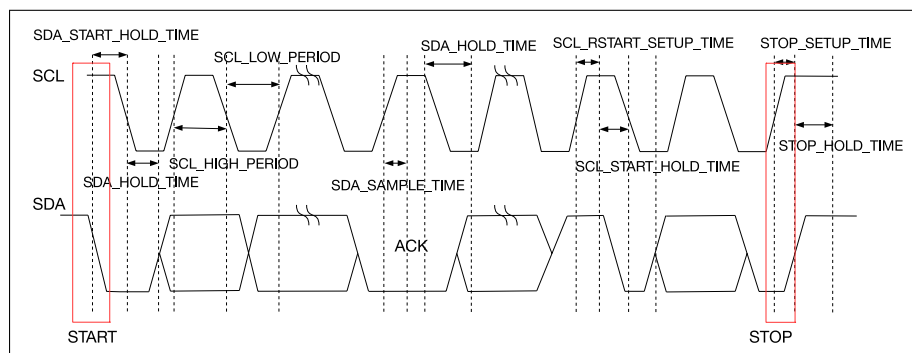 SDA_START_HOLD_TIME
SCL_LOW_PERIOD
SDA_HOLD_TIME
SCL_RSTART_SETUP_TIME
STOP_SETUP_TIME
SCL
SDA_HOLD_TIME
SCL_HIGH_PERIOD
SDA_SAMPLE_TIME
SCL_START_HOLD_TIME
STOP_HOLD_TIME
SDA
ACK
START
STOP